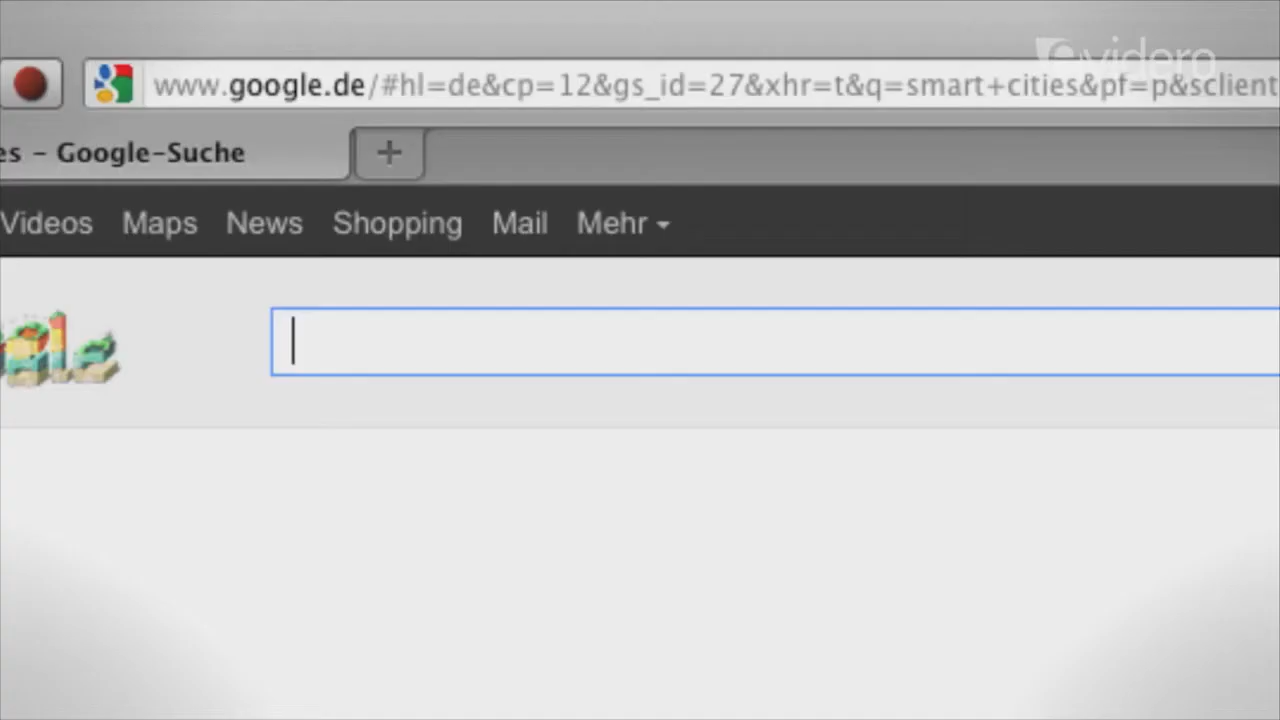 videro
www.google.de/#hl=de&cp=12&gs_id=27&xhr=t&q=smart+cities&pf=p&sclient
es - Google-Suche
+
Videos Maps News Shopping Mail Mehr